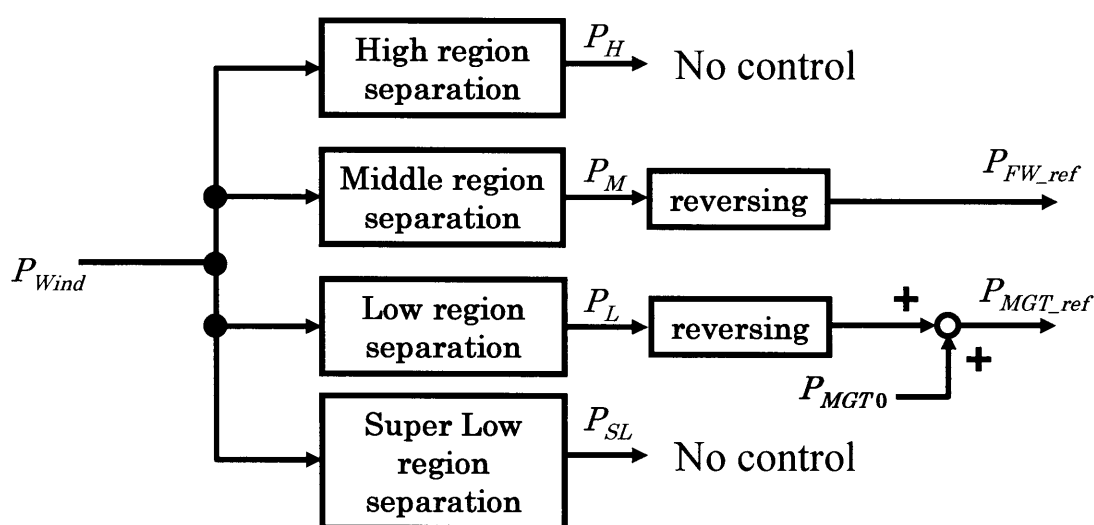 High region
separation
P_H
No control
Middle region
separation
P_M
reversing
P_FW_ref
P_Wind
Low region
separation
P_L
reversing
+
P_MGT_ref
+
P_MGT0
Super Low
region
separation
P_SL
No control